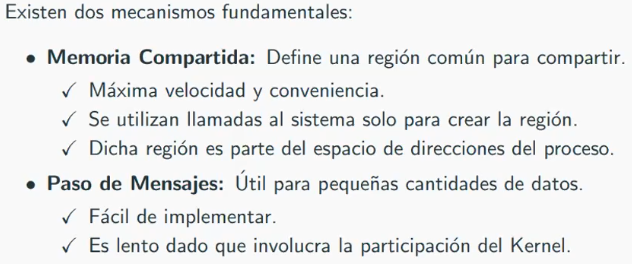 Existen dos mecanismos fundamentales:
• Memoria Compartida: Define una región común para compartir.
✓ Máxima velocidad y conveniencia.
✓ Se utilizan llamadas al sistema solo para crear la región.
✓ Dicha región es parte del espacio de direcciones del proceso.
• Paso de Mensajes: Útil para pequeñas cantidades de datos.
✓ Fácil de implementar.
✓ Es lento dado que involucra la participación del Kernel.